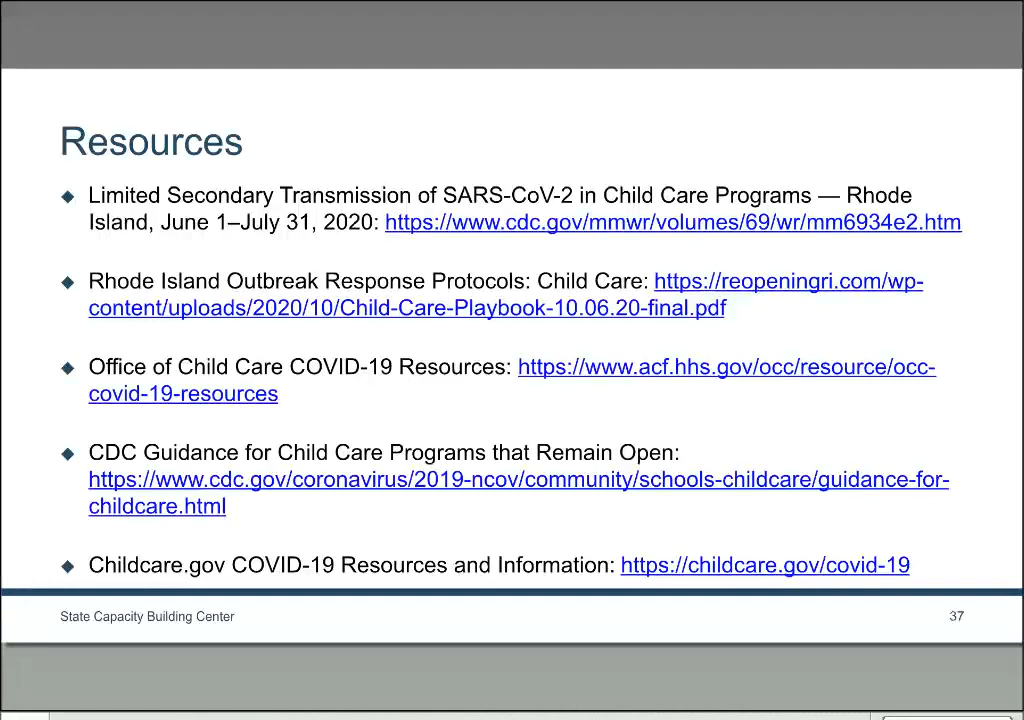 Resources
◆ Limited Secondary Transmission of SARS-CoV-2 in Child Care Programs — Rhode
Island, June 1–July 31, 2020: https://www.cdc.gov/mmwr/volumes/69/wr/mm6934e2.htm
◆ Rhode Island Outbreak Response Protocols: Child Care: https://reopeningri.com/wp-
content/uploads/2020/10/Child-Care-Playbook-10.06.20-final.pdf
◆ Office of Child Care COVID-19 Resources: https://www.acf.hhs.gov/occ/resource/occ-
covid-19-resources
◆ CDC Guidance for Child Care Programs that Remain Open:
https://www.cdc.gov/coronavirus/2019-ncov/community/schools-childcare/guidance-for-
childcare.html
◆ Childcare.gov COVID-19 Resources and Information: https://childcare.gov/covid-19
State Capacity Building Center
37